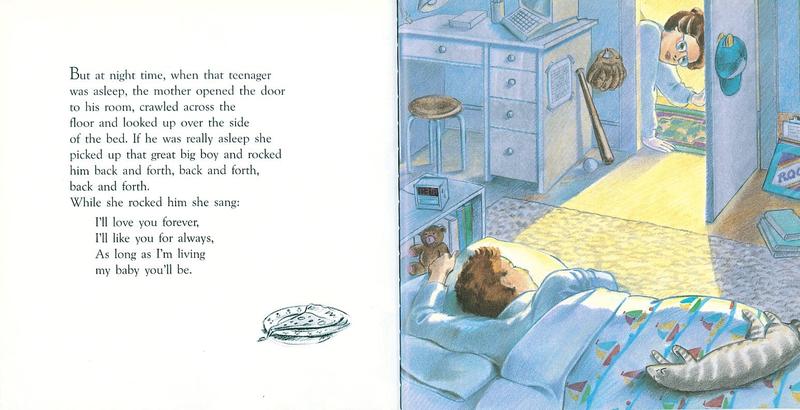 But at night time, when that teenager
was asleep, the mother opened the door
to his room, crawled across the
floor and looked up over the side
of the bed. If he was really asleep she
picked up that great big boy and rocked
him back and forth, back and forth,
back and forth.
While she rocked him she sang:
I'll love you forever,
I'll like you for always,
As long as I'm living
my baby you'll be.
ROC